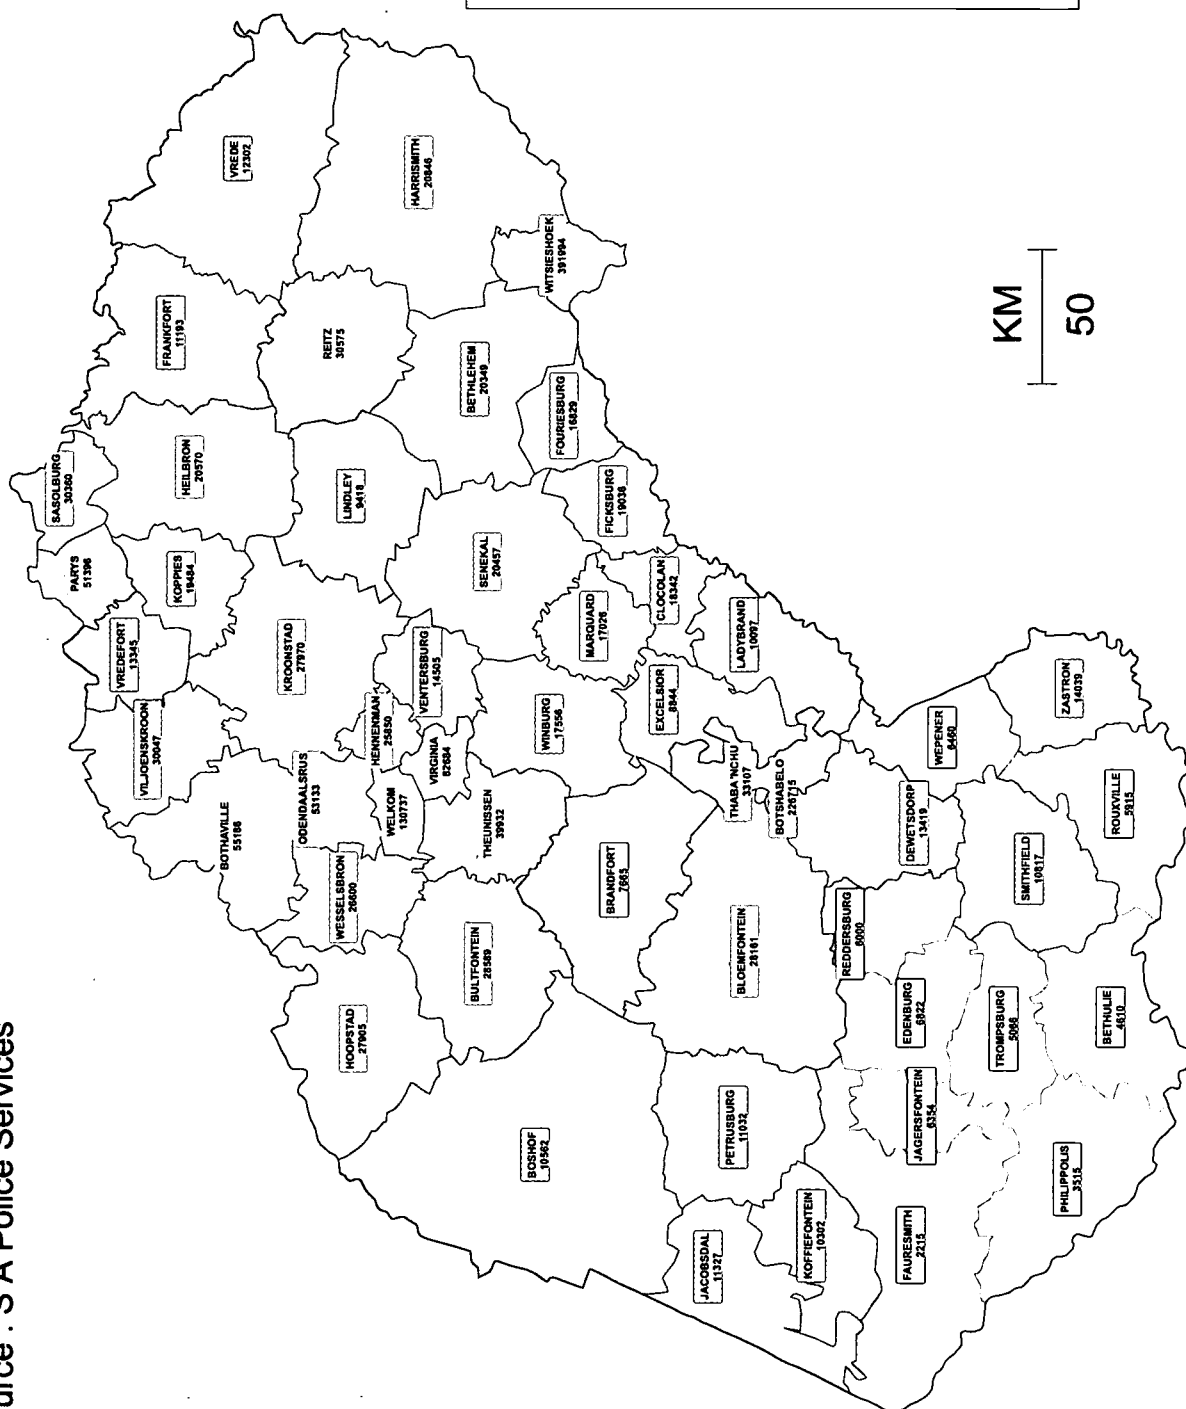 urce : S A Police Services
SASOLBURG
30360
PARYS
51396
VREDEFORT
13345
VILJOENSKROON
30047
FRANKFORT
11193
KOPPIES
19484
HEILBRON
20570
BOTHAVILLE
55186
VREDE
12302
KROONSTAD
27970
ODENDAALSRUS
53133
REITZ
30575
WESSELSBRON
26600
HOOPSTAD
27905
LINDLEY
9418
HENNENMAN
25850
WELKOM
130737
HARRISMITH
20846
VENTERSBURG
14505
VIRGINIA
82684
BETHLEHEM
20349
BULTFONTEIN
28589
SENEKAL
20457
THEUNISSEN
39932
BOSHOF
10562
WINBURG
17556
WITSIESHOEK
391994
FOURIESBURG
16829
MARQUARD
17026
FICKSBURG
19036
BRANDFORT
7665
CLOCOLAN
18342
EXCELSIOR
8844
JACOBSDAL
11327
PETRUSBURG
11032
THABA 'NCHU
33107
BLOEMFONTEIN
28161
LADYBRAND
10097
BOTSHABELO
226715
KOFFIEFONTEIN
10302
REDDERSBURG
6000
FAURESMITH
2215
EDENBURG
6822
DEWETSDORP
13419
JAGERSFONTEIN
6354
WEPENER
6460
TROMPSBURG
5066
SMITHFIELD
10817
PHILIPPOLIS
3515
ZASTRON
14039
BETHULIE
4610
ROUXVILLE
5915
KM
50